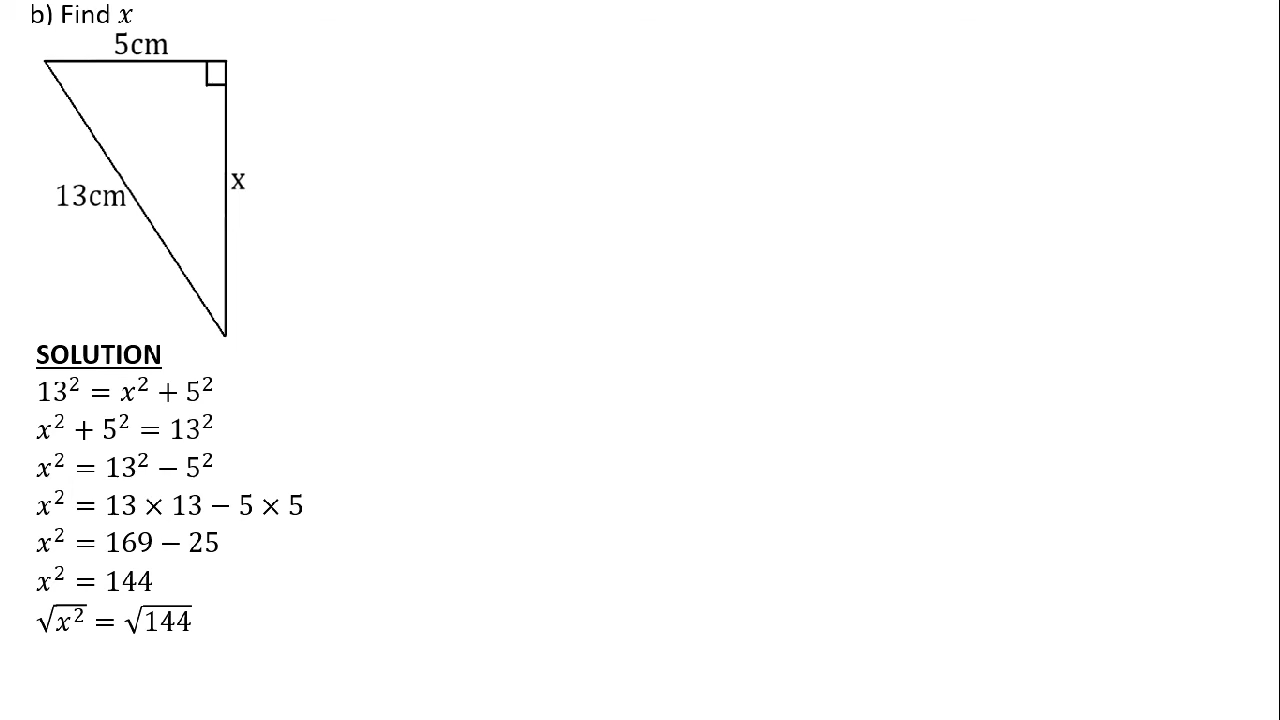 b) Find x
5cm
13cm
x
SOLUTION
13² = x² + 5²
x² + 5² = 13²
x² = 13² − 5²
x² = 13 × 13 − 5 × 5
x² = 169 − 25
x² = 144
√x² = √144